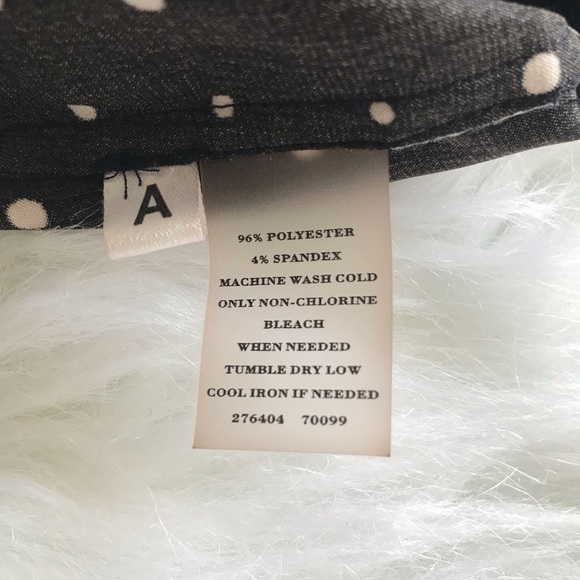 A
96% POLYESTER
4% SPANDEX
MACHINE WASH COLD
ONLY NON-CHLORINE
BLEACH
WHEN NEEDED
TUMBLE DRY LOW
COOL IRON IF NEEDED
276404 70099